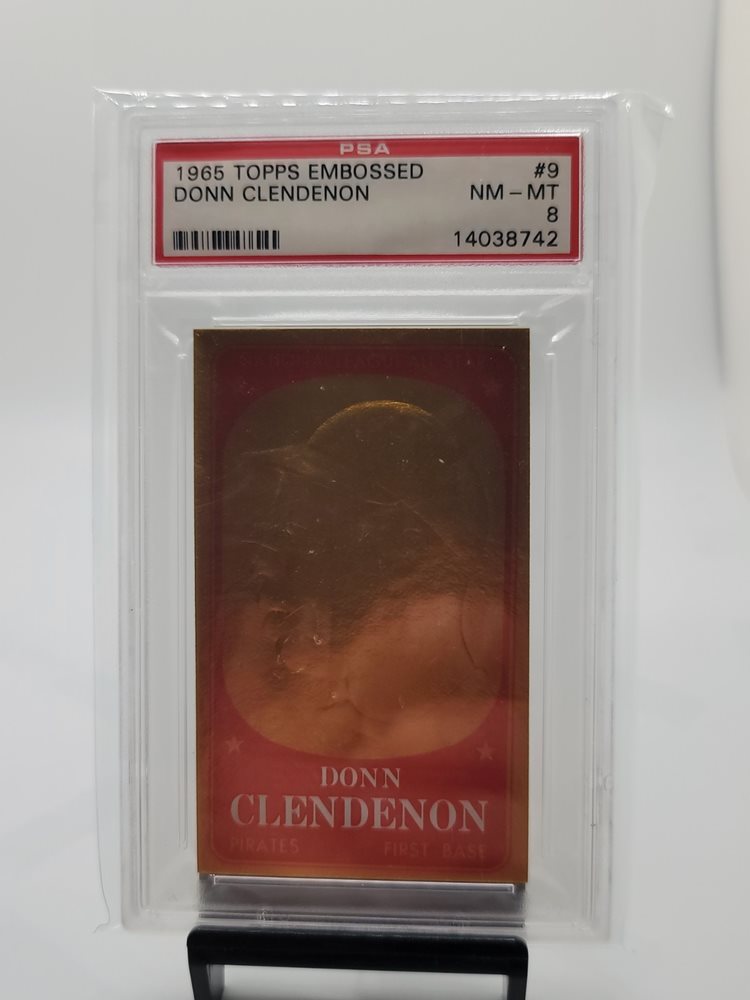 PSA
1965 TOPPS EMBOSSED #9
DONN CLENDENON NM-MT
8
14038742
DONN
CLENDENON
PIRATES FIRST BASE